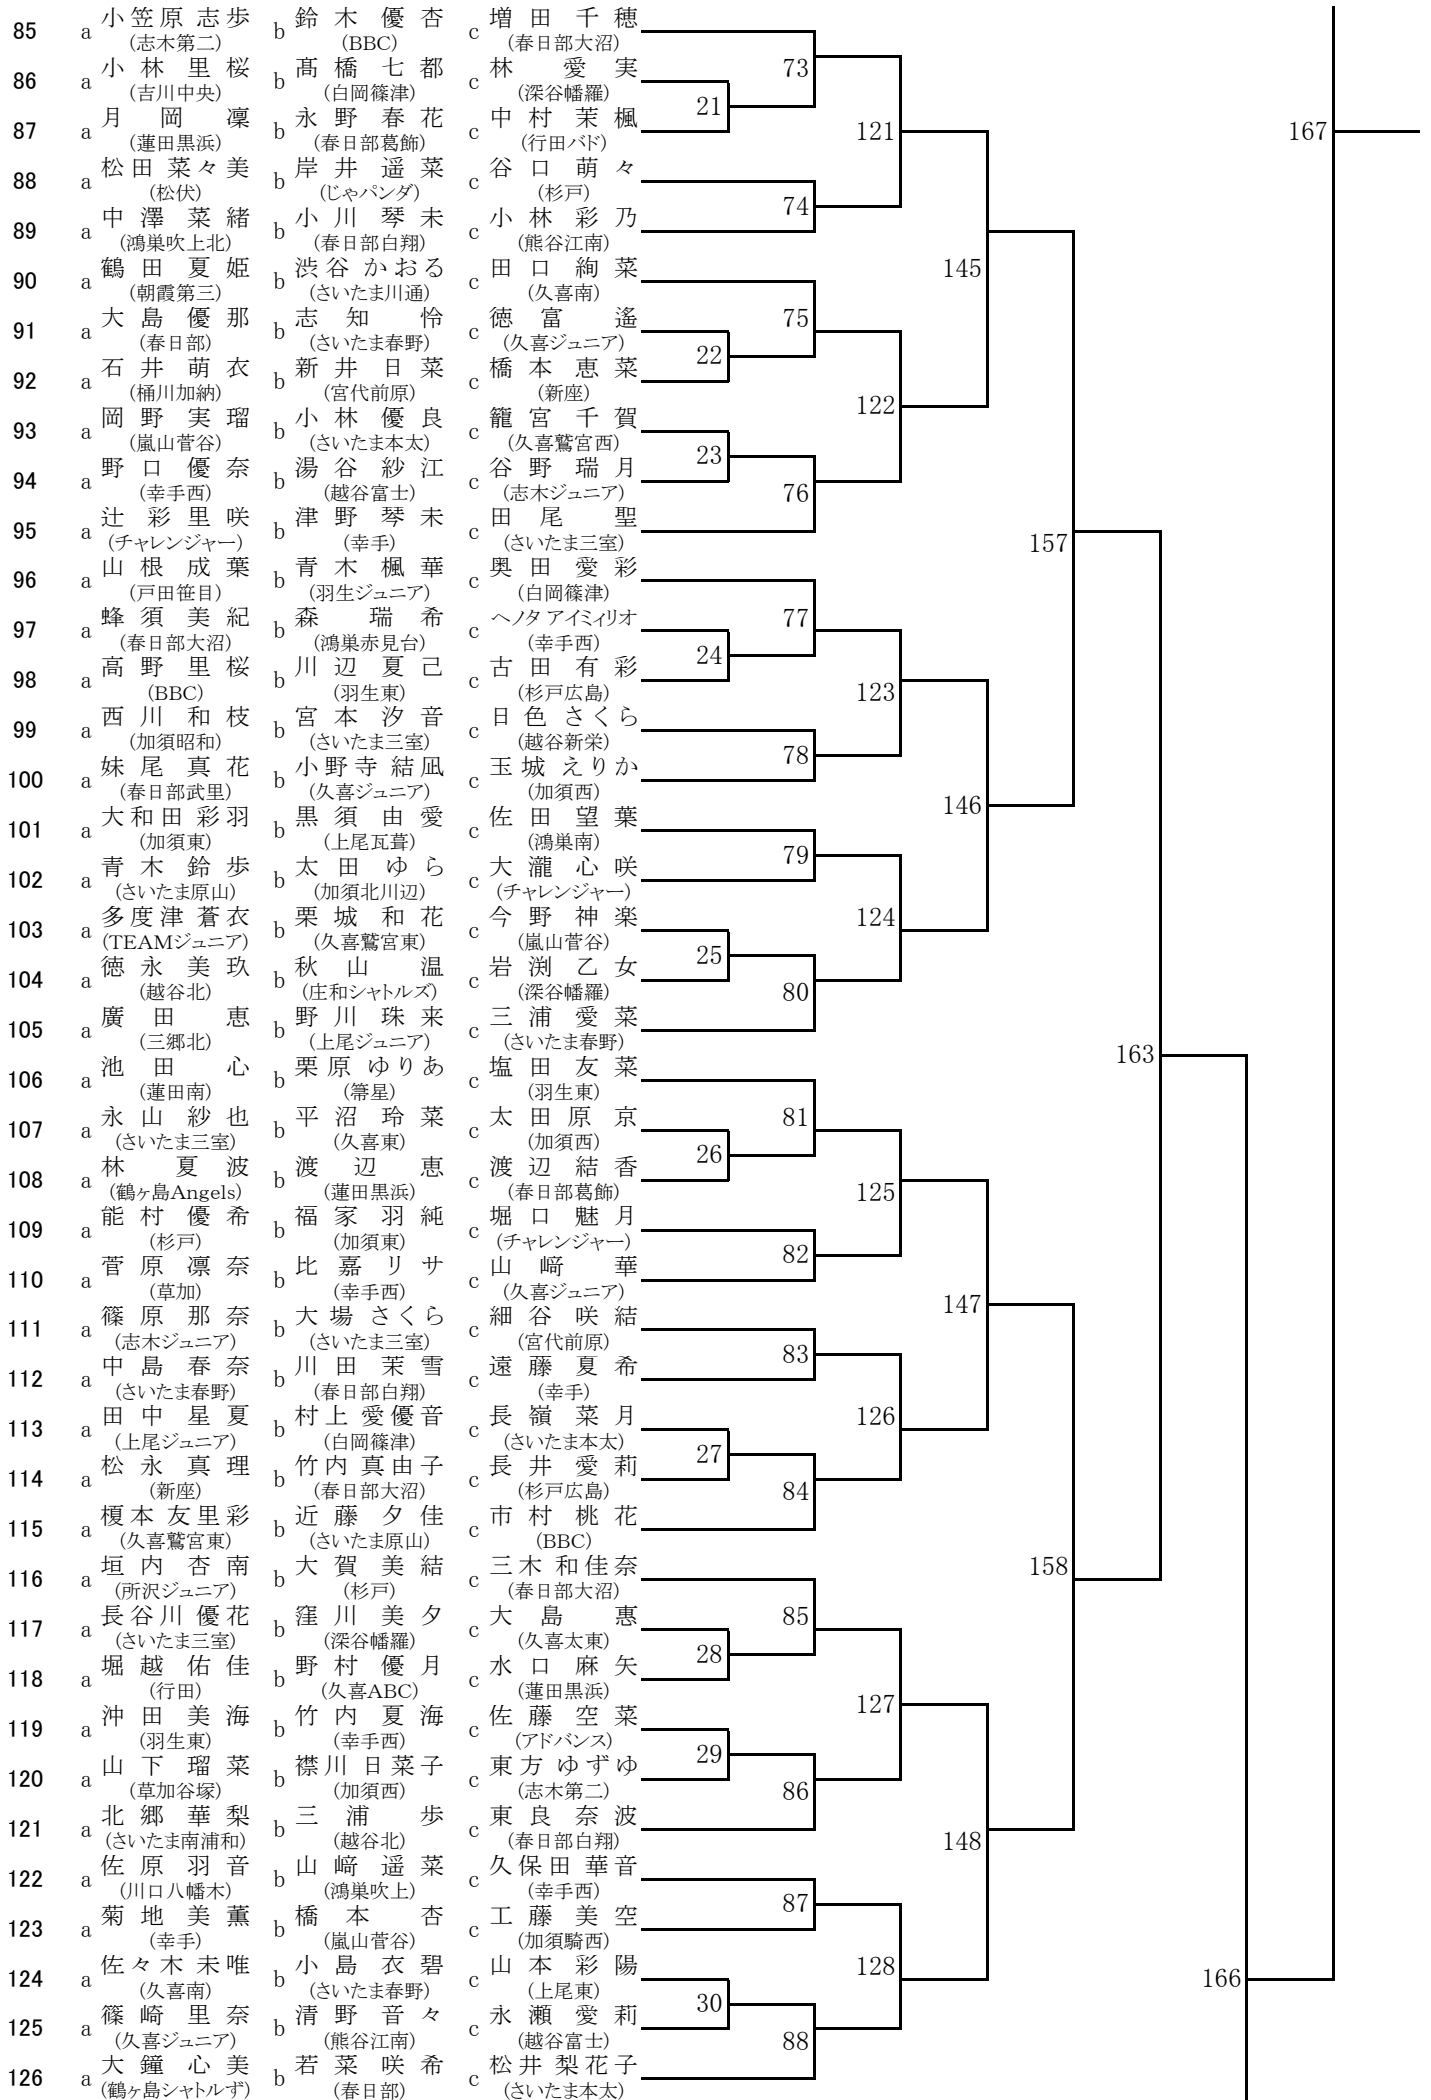 85 a 小笠原志歩 b 鈴木優杏 c 増田千穂
(志木第二) (BBC) (春日部大沼)
86 a 小林里桜 b 髙橋七都 c 林愛実
(吉川中央) (白岡篠津) (深谷幡羅)
87 a 月岡凜 b 永野春花 c 中村茉楓
(蓮田黒浜) (春日部葛飾) (行田バド)
88 a 松田菜々美 b 岸井遥菜 c 谷口萌々
(松伏) (じゃパンダ) (杉戸)
89 a 中澤菜緒 b 小川琴未 c 小林彩乃
(鴻巣吹上北) (春日部白翔) (熊谷江南)
90 a 鶴田夏姫 b 渋谷かおる c 田口絢菜
(朝霞第三) (さいたま川通) (久喜南)
91 a 大島優那 b 志知怜 c 徳富遙
(春日部) (さいたま春野) (久喜ジュニア)
92 a 石井萌衣 b 新井日菜 c 橋本恵菜
(桶川加納) (宮代前原) (新座)
93 a 岡野実瑠 b 小林優良 c 籠宮千賀
(嵐山菅谷) (さいたま本太) (久喜鷲宮西)
94 a 野口優奈 b 湯谷紗江 c 谷野瑞月
(幸手西) (越谷富士) (志木ジュニア)
95 a 辻彩里咲 b 津野琴未 c 田尾聖
(チャレンジャー) (幸手) (さいたま三室)
96 a 山根成葉 b 青木楓華 c 奥田愛彩
(戸田笹目) (羽生ジュニア) (白岡篠津)
97 a 蜂須美紀 b 森瑞希 c ヘノタ アイミィリオ
(春日部大沼) (鴻巣赤見台) (幸手西)
98 a 高野里桜 b 川辺夏己 c 古田有彩
(BBC) (羽生東) (杉戸広島)
99 a 西川和枝 b 宮本汐音 c 日色さくら
(加須昭和) (さいたま三室) (越谷新栄)
100 a 妹尾真花 b 小野寺結凪 c 玉城えりか
(春日部武里) (久喜ジュニア) (加須西)
101 a 大和田彩羽 b 黒須由愛 c 佐田望葉
(加須東) (上尾瓦葺) (鴻巣南)
102 a 青木鈴歩 b 太田ゆら c 大瀧心咲
(さいたま原山) (加須北川辺) (チャレンジャー)
103 a 多度津蒼衣 b 栗城和花 c 今野神楽
(TEAMジュニア) (久喜鷲宮東) (嵐山菅谷)
104 a 徳永美玖 b 秋山温 c 岩渕乙女
(越谷北) (庄和シャトルズ) (深谷幡羅)
105 a 廣田恵 b 野川珠来 c 三浦愛菜
(三郷北) (上尾ジュニア) (さいたま春野)
106 a 池田心 b 栗原ゆりあ c 塩田友菜
(蓮田南) (箒星) (羽生東)
107 a 永山紗也 b 平沼玲菜 c 太田原京
(さいたま三室) (久喜東) (加須西)
108 a 林夏波 b 渡辺恵 c 渡辺結香
(鶴ヶ島Angels) (蓮田黒浜) (春日部葛飾)
109 a 能村優希 b 福家羽純 c 堀口魅月
(杉戸) (加須東) (チャレンジャー)
110 a 菅原凛奈 b 比嘉リサ c 山﨑華
(草加) (幸手西) (久喜ジュニア)
111 a 篠原那奈 b 大場さくら c 細谷咲結
(志木ジュニア) (さいたま三室) (宮代前原)
112 a 中島春奈 b 川田茉雪 c 遠藤夏希
(さいたま春野) (春日部白翔) (幸手)
113 a 田中星夏 b 村上愛優音 c 長嶺菜月
(上尾ジュニア) (白岡篠津) (さいたま本太)
114 a 松永真理 b 竹内真由子 c 長井愛莉
(新座) (春日部大沼) (杉戸広島)
115 a 榎本友里彩 b 近藤夕佳 c 市村桃花
(久喜鷲宮東) (さいたま原山) (BBC)
116 a 垣内杏南 b 大賀美結 c 三木和佳奈
(所沢ジュニア) (杉戸) (春日部大沼)
117 a 長谷川優花 b 窪川美夕 c 大島惠
(さいたま三室) (深谷幡羅) (久喜太東)
118 a 堀越佑佳 b 野村優月 c 水口麻矢
(行田) (久喜ABC) (蓮田黒浜)
119 a 沖田美海 b 竹内夏海 c 佐藤空菜
(羽生東) (幸手西) (アドバンス)
120 a 山下瑠菜 b 襟川日菜子 c 東方ゆずゆ
(草加谷塚) (加須西) (志木第二)
121 a 北郷華梨 b 三浦歩 c 東良奈波
(さいたま南浦和) (越谷北) (春日部白翔)
122 a 佐原羽音 b 山﨑遥菜 c 久保田華音
(川口八幡木) (鴻巣吹上) (幸手西)
123 a 菊地美薫 b 橋本杏 c 工藤美空
(幸手) (嵐山菅谷) (加須騎西)
124 a 佐々木未唯 b 小島衣碧 c 山本彩陽
(久喜南) (さいたま春野) (上尾東)
125 a 篠崎里奈 b 清野音々 c 永瀬愛莉
(久喜ジュニア) (熊谷江南) (越谷富士)
126 a 大鐘心美 b 若菜咲希 c 松井梨花子
(鶴ヶ島シャトルず) (春日部) (さいたま本太)
21
22
23
24
25
26
27
28
29
30
73
74
75
76
77
78
79
80
81
82
83
84
85
86
87
88
121
122
123
124
125
126
127
128
145
146
147
148
157
158
163
166
167